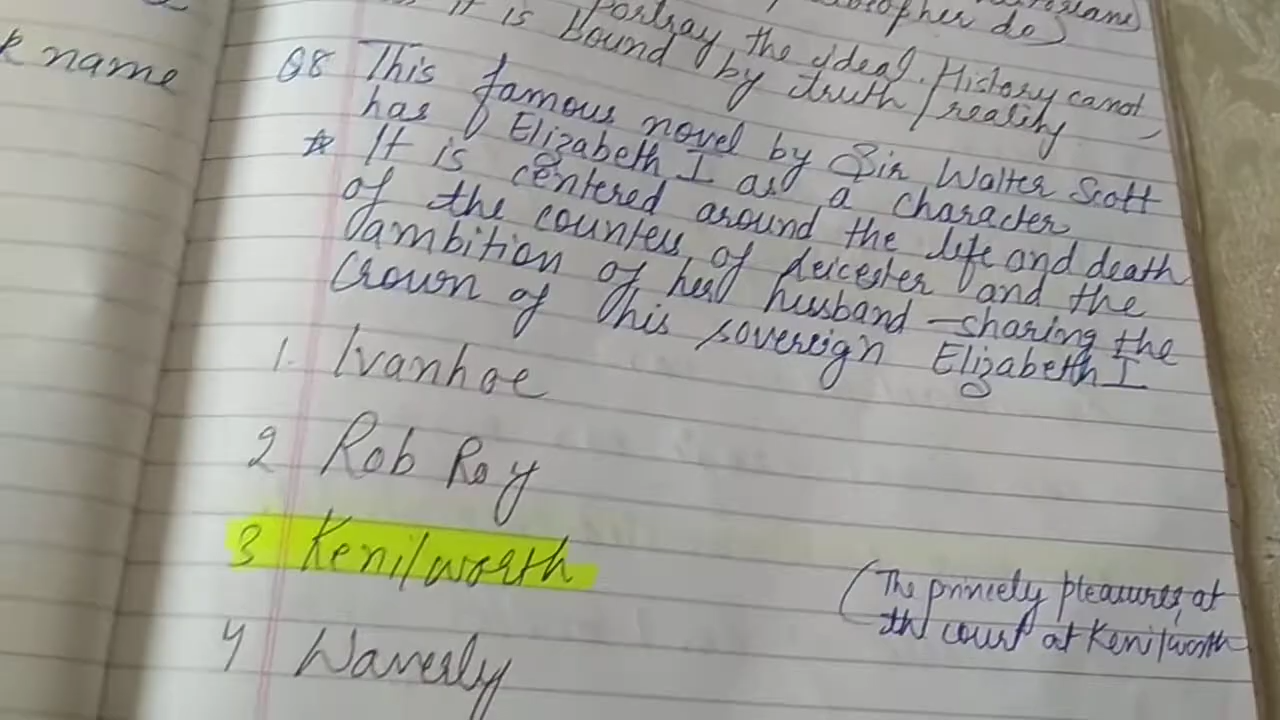 k name
portray the ideal. History canot,
it is bound by truth / reality
Q8 This famous novel by Sir Walter Scott
has Elizabeth I as a character
☆ It is centered around the life and death
of the countess of Leicester and the
ambition of her husband - sharing the
Crown of his sovereign Elizabeth I
1. Ivanhoe
2 Rob Roy
3 Kenilworth
(The princely pleasures at
the court at Kenilworth
4 Waverly